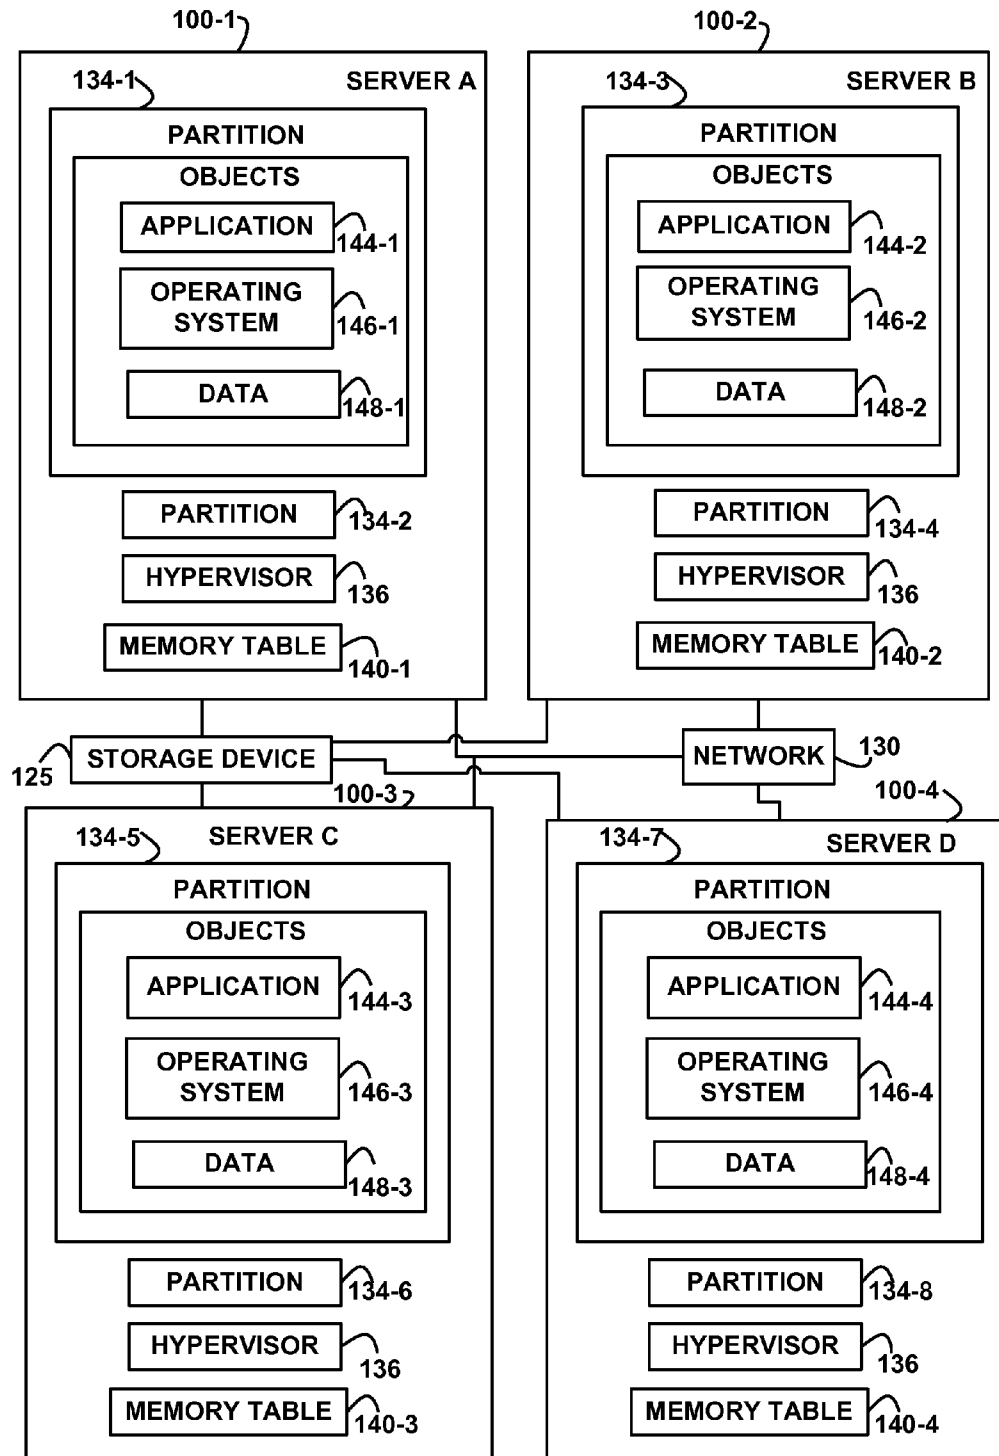 100-1
SERVER A
134-1
PARTITION
OBJECTS
APPLICATION
144-1
OPERATING
SYSTEM
146-1
DATA
148-1
PARTITION
134-2
HYPERVISOR
136
MEMORY TABLE
140-1
100-2
SERVER B
134-3
PARTITION
OBJECTS
APPLICATION
144-2
OPERATING
SYSTEM
146-2
DATA
148-2
PARTITION
134-4
HYPERVISOR
136
MEMORY TABLE
140-2
STORAGE DEVICE
125
NETWORK
130
100-3
SERVER C
134-5
PARTITION
OBJECTS
APPLICATION
144-3
OPERATING
SYSTEM
146-3
DATA
148-3
PARTITION
134-6
HYPERVISOR
136
MEMORY TABLE
140-3
100-4
SERVER D
134-7
PARTITION
OBJECTS
APPLICATION
144-4
OPERATING
SYSTEM
146-4
DATA
148-4
PARTITION
134-8
HYPERVISOR
136
MEMORY TABLE
140-4